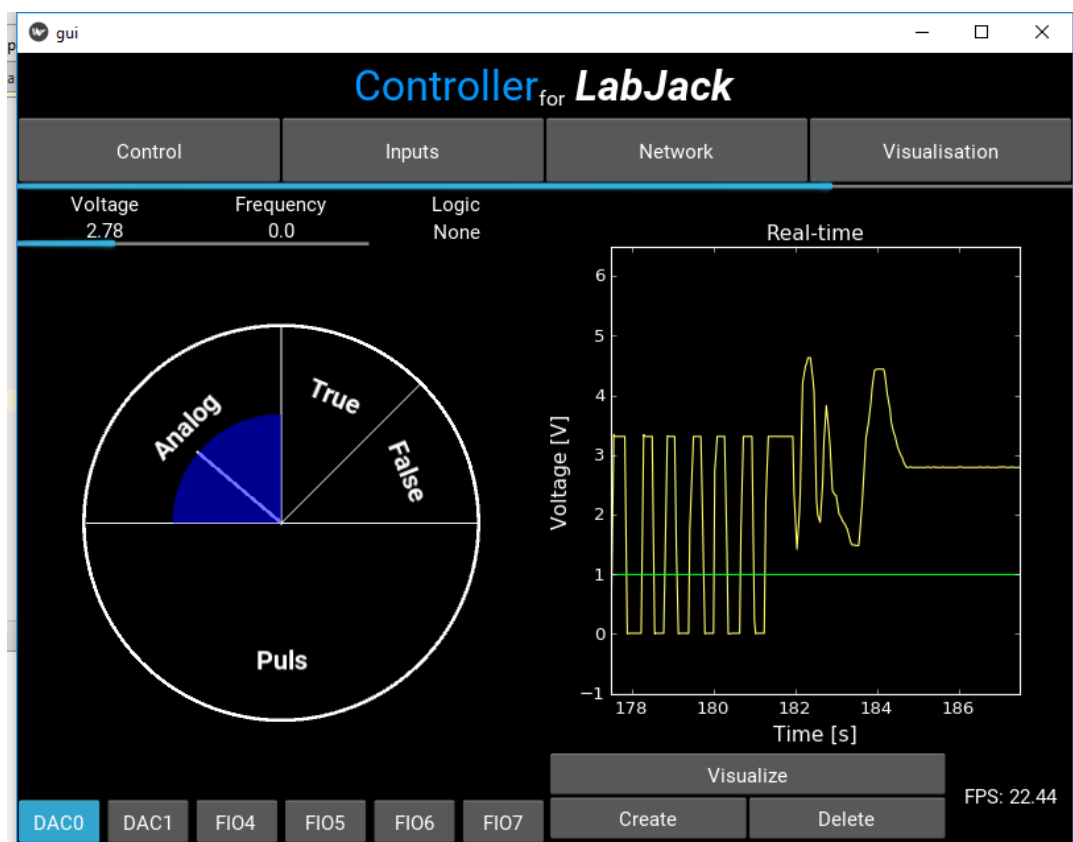 gui
p
a
Controller for LabJack
Control Inputs Network Visualisation
Voltage Frequency Logic
2.78 0.0 None
Real-time
6
5
4
3
2
1
0
−1
Voltage [V]
178 180 182 184 186
Time [s]
Analog
True
False
Puls
Visualize
Create Delete
FPS: 22.44
DAC0 DAC1 FIO4 FIO5 FIO6 FIO7